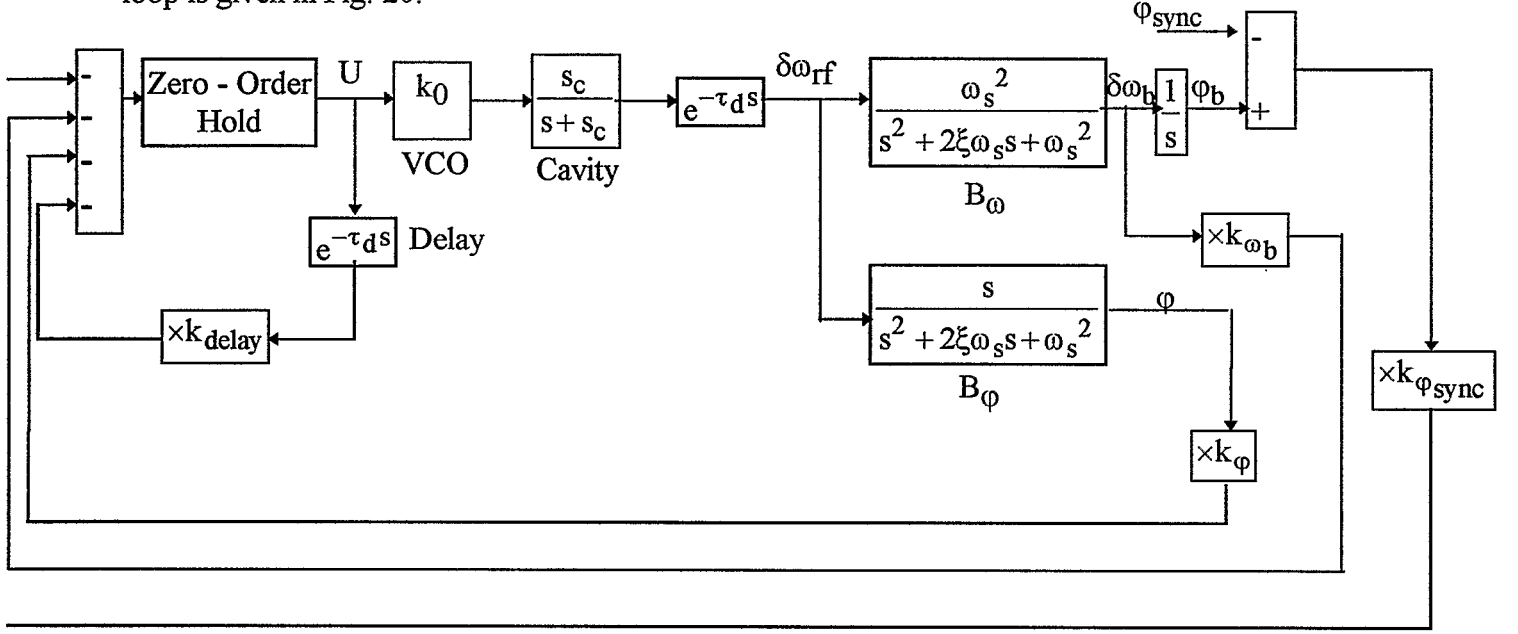 loop is given in Fig. 20.
φsync
-
+
-
-
-
-
Zero - Order
Hold
U
k0
VCO
sc
s + sc
Cavity
e−τds
δωrf
ωs2
s2 + 2ξωss + ωs2
Bω
δωb
1
s
φb
e−τds
Delay
×kωb
×kdelay
s
s2 + 2ξωss + ωs2
Bφ
φ
×kφsync
×kφ